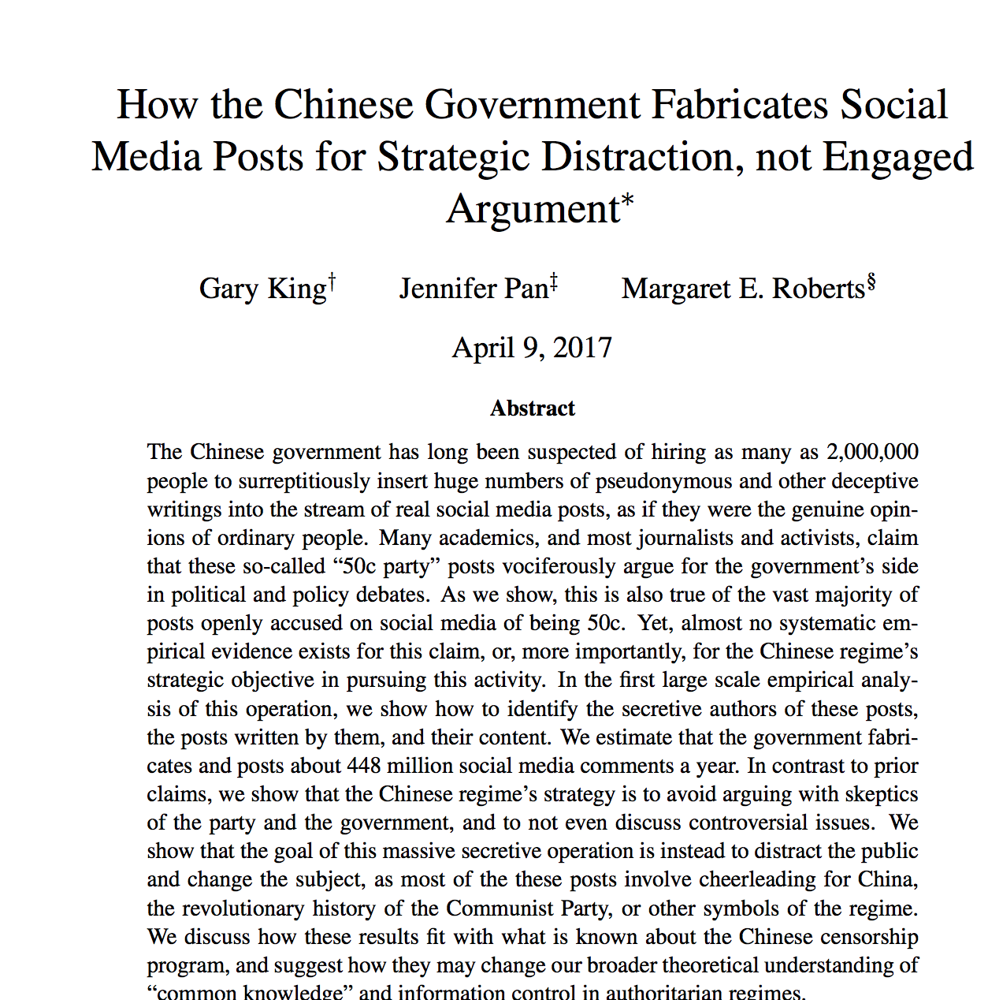 How the Chinese Government Fabricates Social
Media Posts for Strategic Distraction, not Engaged
Argument*
Gary King† Jennifer Pan‡ Margaret E. Roberts§
April 9, 2017
Abstract
The Chinese government has long been suspected of hiring as many as 2,000,000
people to surreptitiously insert huge numbers of pseudonymous and other deceptive
writings into the stream of real social media posts, as if they were the genuine opin-
ions of ordinary people. Many academics, and most journalists and activists, claim
that these so-called “50c party” posts vociferously argue for the government’s side
in political and policy debates. As we show, this is also true of the vast majority of
posts openly accused on social media of being 50c. Yet, almost no systematic em-
pirical evidence exists for this claim, or, more importantly, for the Chinese regime’s
strategic objective in pursuing this activity. In the first large scale empirical analy-
sis of this operation, we show how to identify the secretive authors of these posts,
the posts written by them, and their content. We estimate that the government fabri-
cates and posts about 448 million social media comments a year. In contrast to prior
claims, we show that the Chinese regime’s strategy is to avoid arguing with skeptics
of the party and the government, and to not even discuss controversial issues. We
show that the goal of this massive secretive operation is instead to distract the public
and change the subject, as most of the these posts involve cheerleading for China,
the revolutionary history of the Communist Party, or other symbols of the regime.
We discuss how these results fit with what is known about the Chinese censorship
program, and suggest how they may change our broader theoretical understanding of
“common knowledge” and information control in authoritarian regimes.